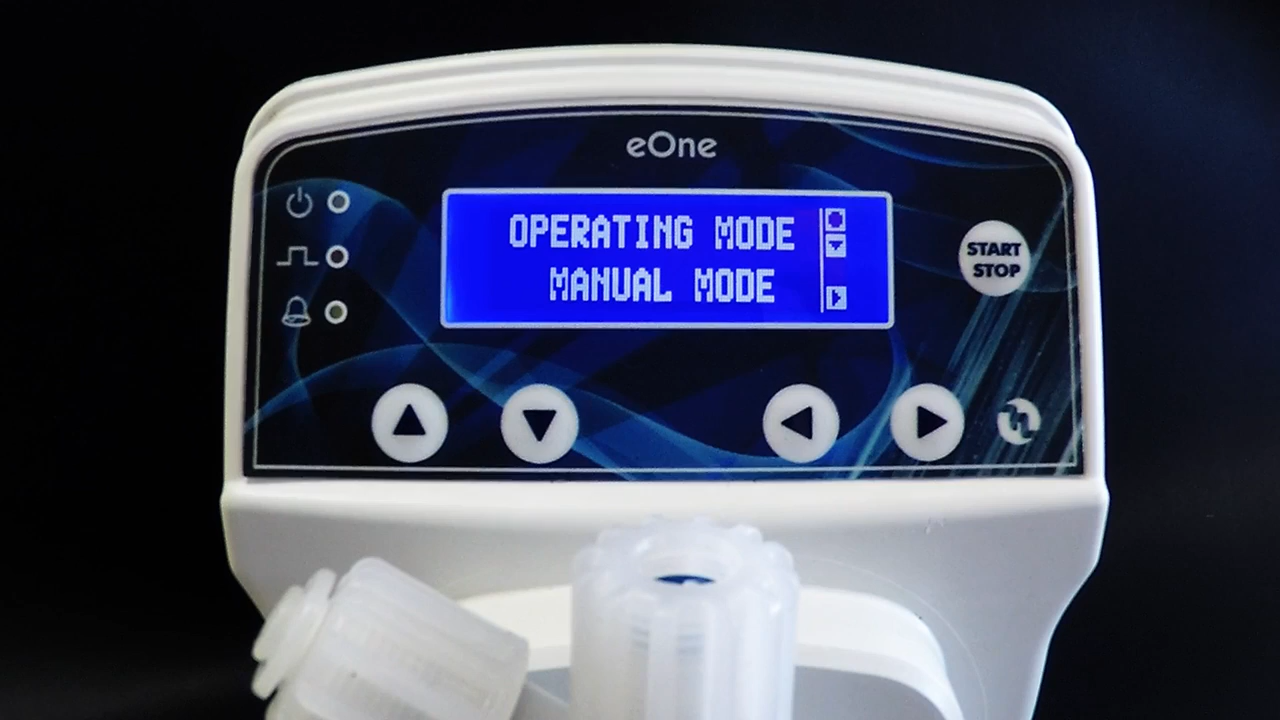 eOne
OPERATING MODE
MANUAL MODE
START
STOP